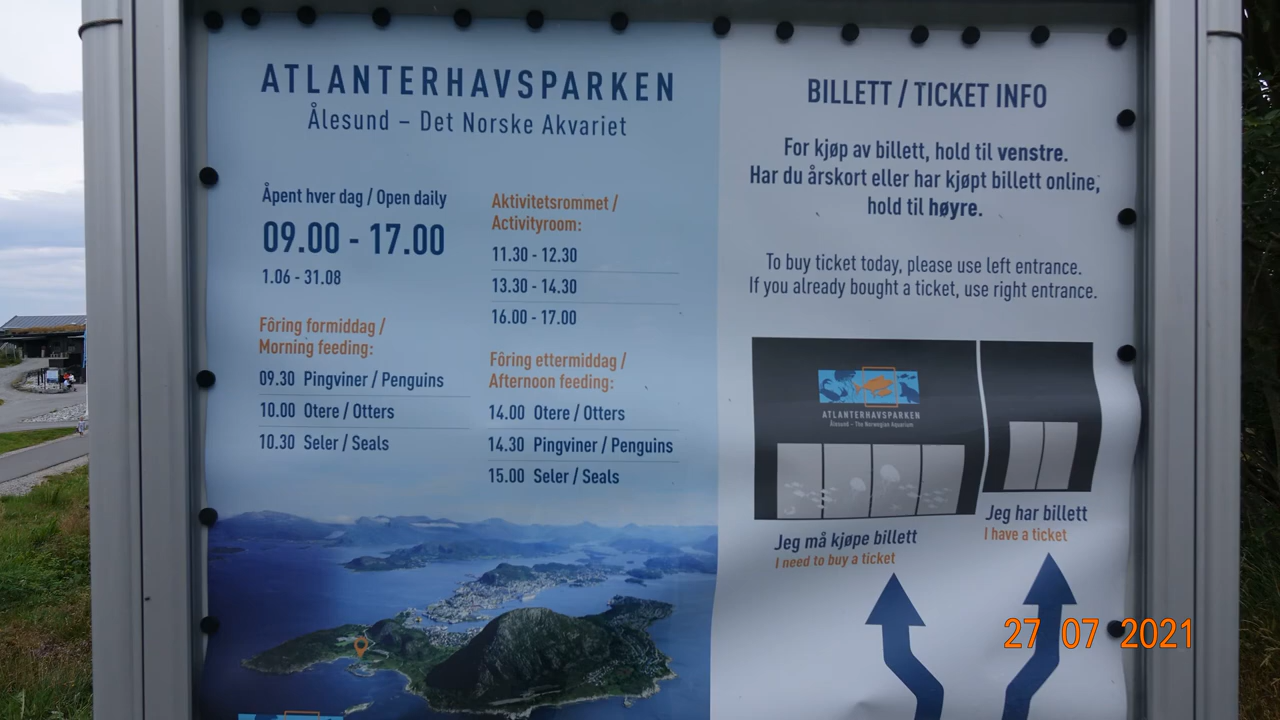 ATLANTERHAVSPARKEN
Ålesund – Det Norske Akvariet
Åpent hver dag / Open daily
09.00 - 17.00
1.06 - 31.08
Fôring formiddag /
Morning feeding:
09.30 Pingviner / Penguins
10.00 Otere / Otters
10.30 Seler / Seals
Aktivitetsrommet /
Activityroom:
11.30 - 12.30
13.30 - 14.30
16.00 - 17.00
Fôring ettermiddag /
Afternoon feeding:
14.00 Otere / Otters
14.30 Pingviner / Penguins
15.00 Seler / Seals
BILLETT / TICKET INFO
For kjøp av billett, hold til venstre.
Har du årskort eller har kjøpt billett online,
hold til høyre.
To buy ticket today, please use left entrance.
If you already bought a ticket, use right entrance.
ATLANTERHAVSPARKEN
Ålesund – The Norwegian Aquarium
Jeg må kjøpe billett
I need to buy a ticket
Jeg har billett
I have a ticket
27 07 2021